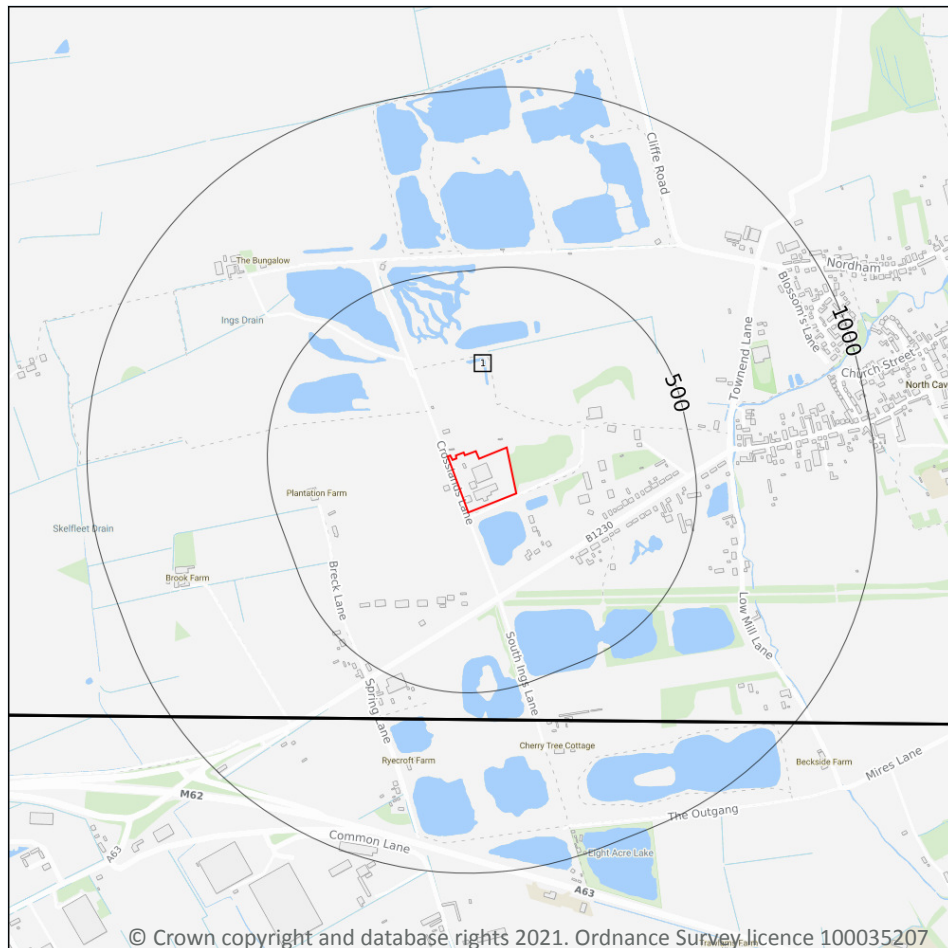 Cliffe Road
The Bungalow
Nordham
Blossom's Lane
Ings Drain
1000
Townend Lane
Church Street
1
500
North Cav
Crosslands Lane
Plantation Farm
Skelfleet Drain
B1230
Brook Farm
Breck Lane
Low Mill Lane
South Ings Lane
Spring Lane
Cherry Tree Cottage
Ryecroft Farm
Beckside Farm
Mires Lane
M62
The Outgang
Common Lane
A63
Eight Acre Lake
A63
© Crown copyright and database rights 2021. Ordnance Survey licence 100035207